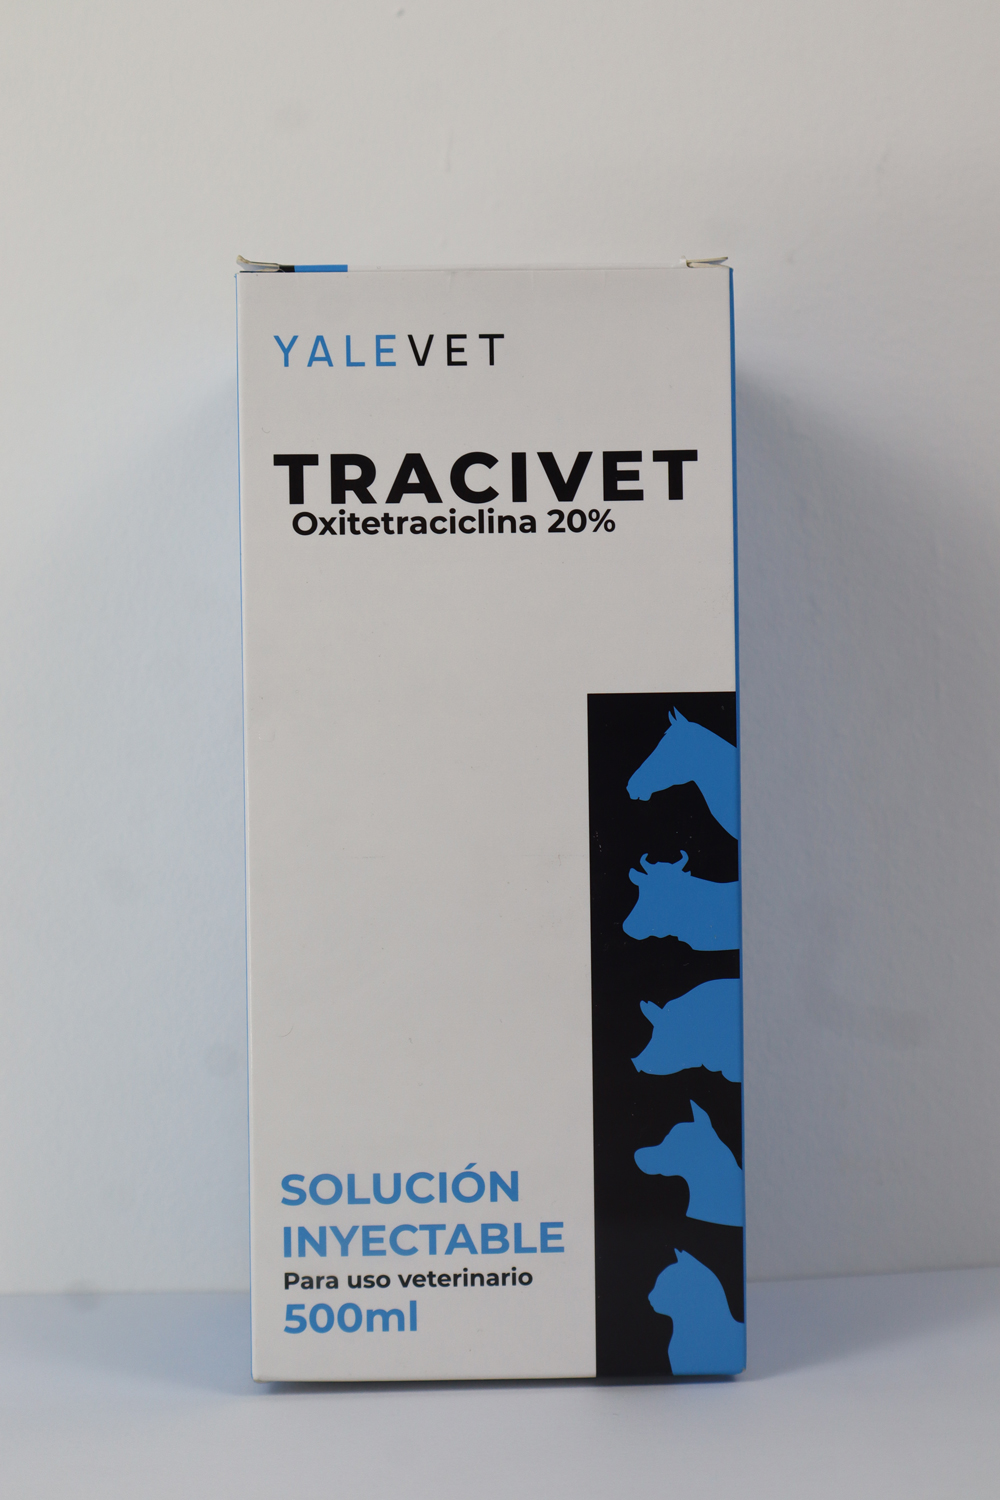 YALEVET
TRACIVET
Oxitetraciclina 20%
SOLUCIÓN
INYECTABLE
Para uso veterinario
500ml